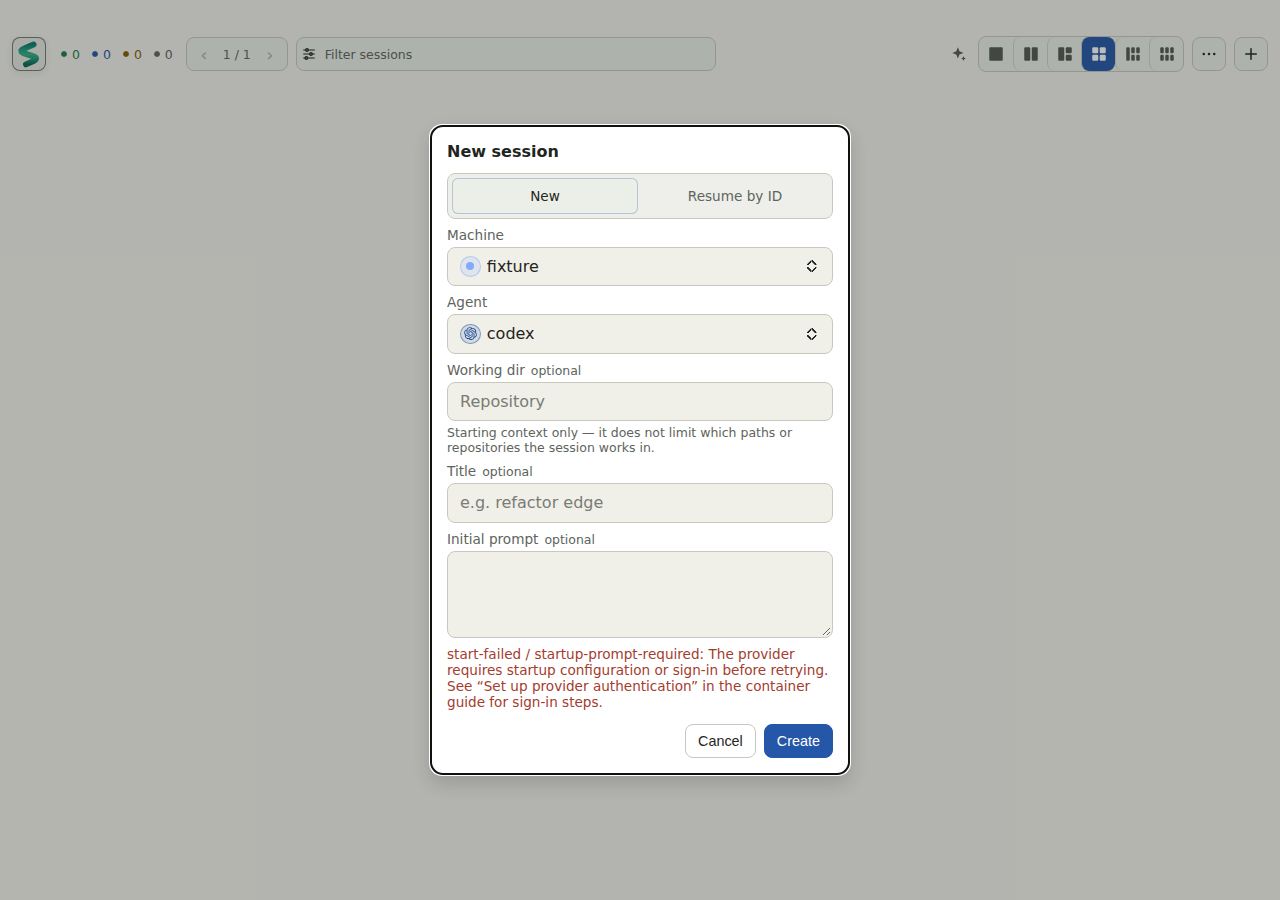 0 0 0 0 1 / 1 Filter sessions
New session
New Resume by ID
Machine
fixture
Agent
codex
Working dir optional
Repository
Starting context only — it does not limit which paths or
repositories the session works in.
Title optional
e.g. refactor edge
Initial prompt optional
start-failed / startup-prompt-required: The provider
requires startup configuration or sign-in before retrying.
See “Set up provider authentication” in the container
guide for sign-in steps.
Cancel Create